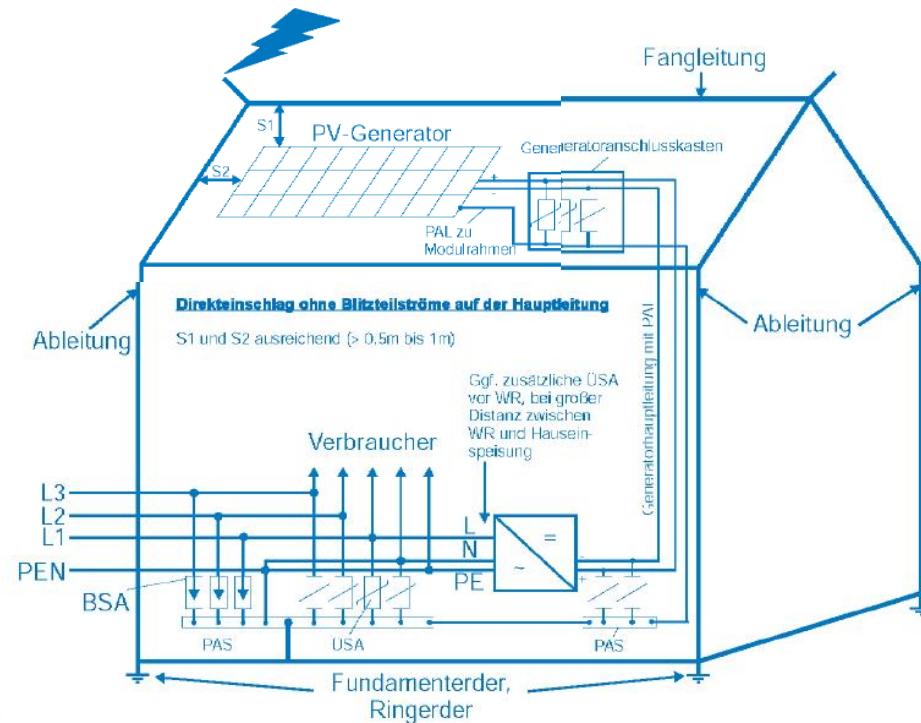 Fangleitung
S1
PV-Generator
Generatoranschlusskasten
S2
+
-
PAL zu
Modulrahmen
Direkteinschlag ohne Blitzteilströme auf der Hauptleitung
S1 und S2 ausreichend (> 0,5m bis 1m)
Ableitung
Ableitung
Generatorhauptleitung mit PAL
Ggf. zusätzliche ÜSA
vor WR, bei großer
Distanz zwischen
WR und Hausein-
speisung
Verbraucher
L3
L2
L1
PEN
L
N
PE
=
~
-
+
BSA
PAS
ÜSA
PAS
Fundamenterder,
Ringerder